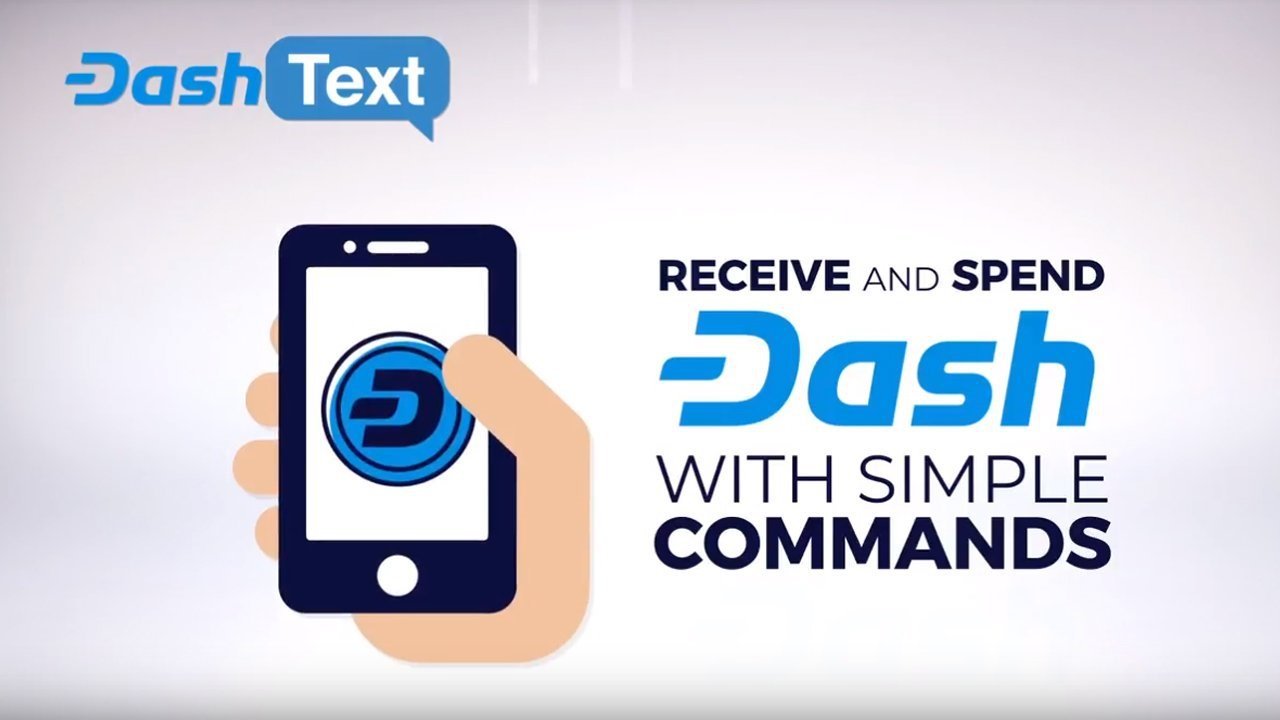 Dash Text
RECEIVE AND SPEND
Dash
WITH SIMPLE
COMMANDS